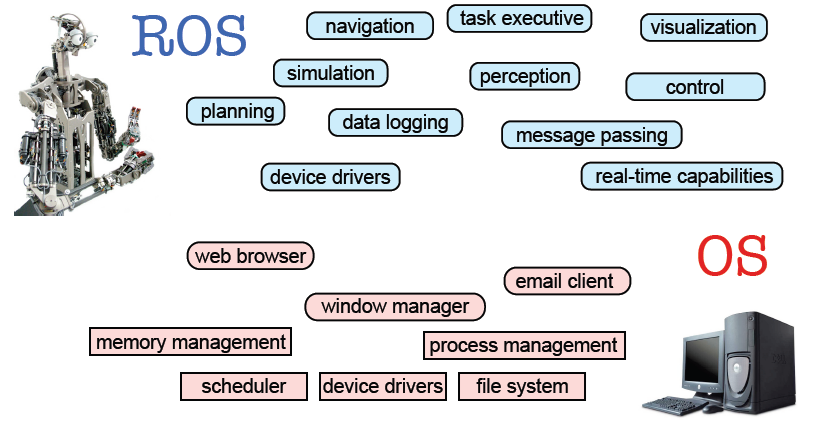 ROS
navigation
task executive
visualization
simulation
perception
control
planning
data logging
message passing
device drivers
real-time capabilities
OS
web browser
email client
window manager
memory management
process management
scheduler
device drivers
file system